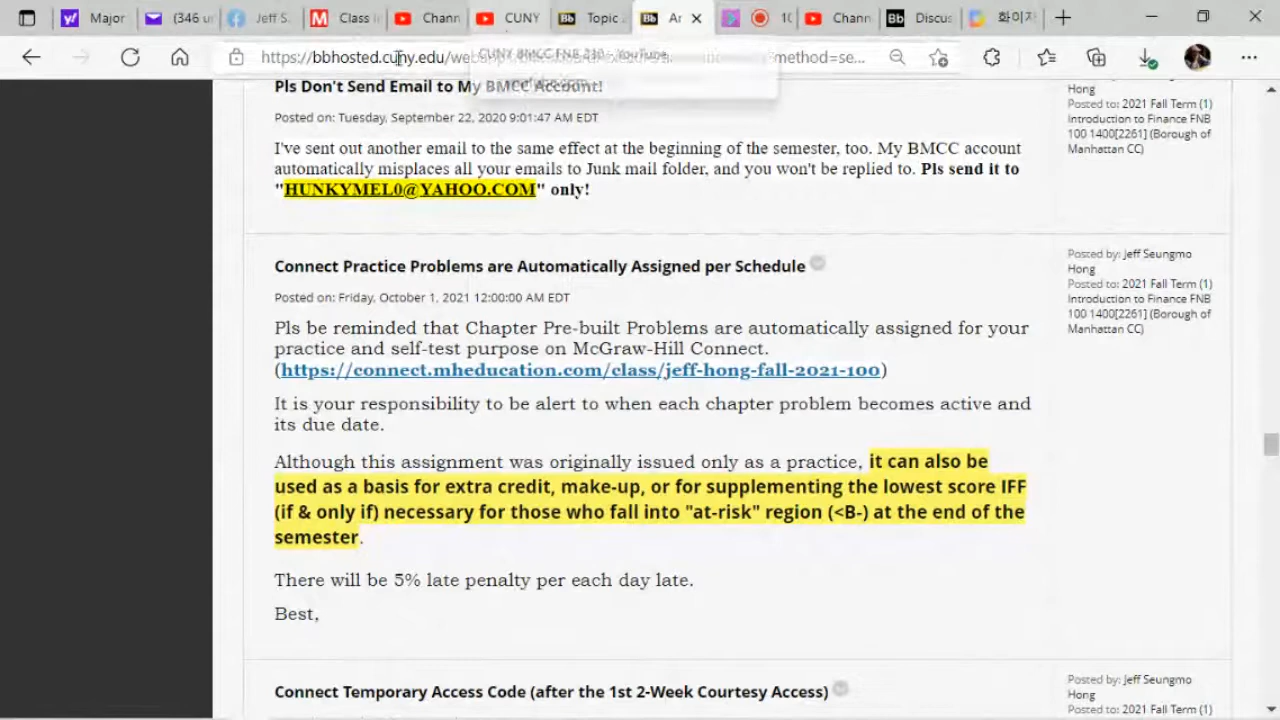 Major
(346 u
Jeff S.
Class I
Chann
CUNY
Topic
Ar
10
Chann
Discus
화이자
https://bbhosted.cuny.edu/web
?method=se...
CUNY BMCC FNB 230 - YouTube
Pls Don't Send Email to My BMCC Account!
Posted on: Tuesday, September 22, 2020 9:01:47 AM EDT
I've sent out another email to the same effect at the beginning of the semester, too. My BMCC account
automatically misplaces all your emails to Junk mail folder, and you won't be replied to. Pls send it to
"HUNKYMEL0@YAHOO.COM" only!
Hong
Posted to: 2021 Fall Term (1)
Introduction to Finance FNB
100 1400[2261] (Borough of
Manhattan CC)
Connect Practice Problems are Automatically Assigned per Schedule
Posted on: Friday, October 1, 2021 12:00:00 AM EDT
Pls be reminded that Chapter Pre-built Problems are automatically assigned for your
practice and self-test purpose on McGraw-Hill Connect.
(https://connect.mheducation.com/class/jeff-hong-fall-2021-100)
It is your responsibility to be alert to when each chapter problem becomes active and
its due date.
Although this assignment was originally issued only as a practice, it can also be
used as a basis for extra credit, make-up, or for supplementing the lowest score IFF
(if & only if) necessary for those who fall into "at-risk" region (<B-) at the end of the
semester.
There will be 5% late penalty per each day late.
Best,
Posted by: Jeff Seungmo
Hong
Posted to: 2021 Fall Term (1)
Introduction to Finance FNB
100 1400[2261] (Borough of
Manhattan CC)
Connect Temporary Access Code (after the 1st 2-Week Courtesy Access)
Posted by: Jeff Seungmo
Hong
Posted to: 2021 Fall Term (1)